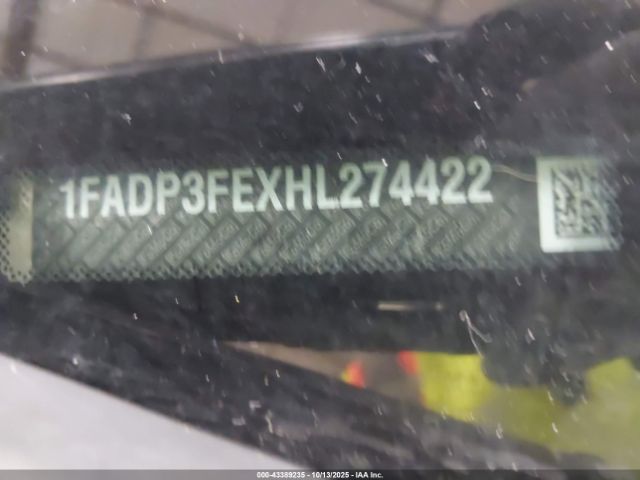 1FADP3FEXHL274422
000-43389235 - 10/13/2025 - IAA Inc.